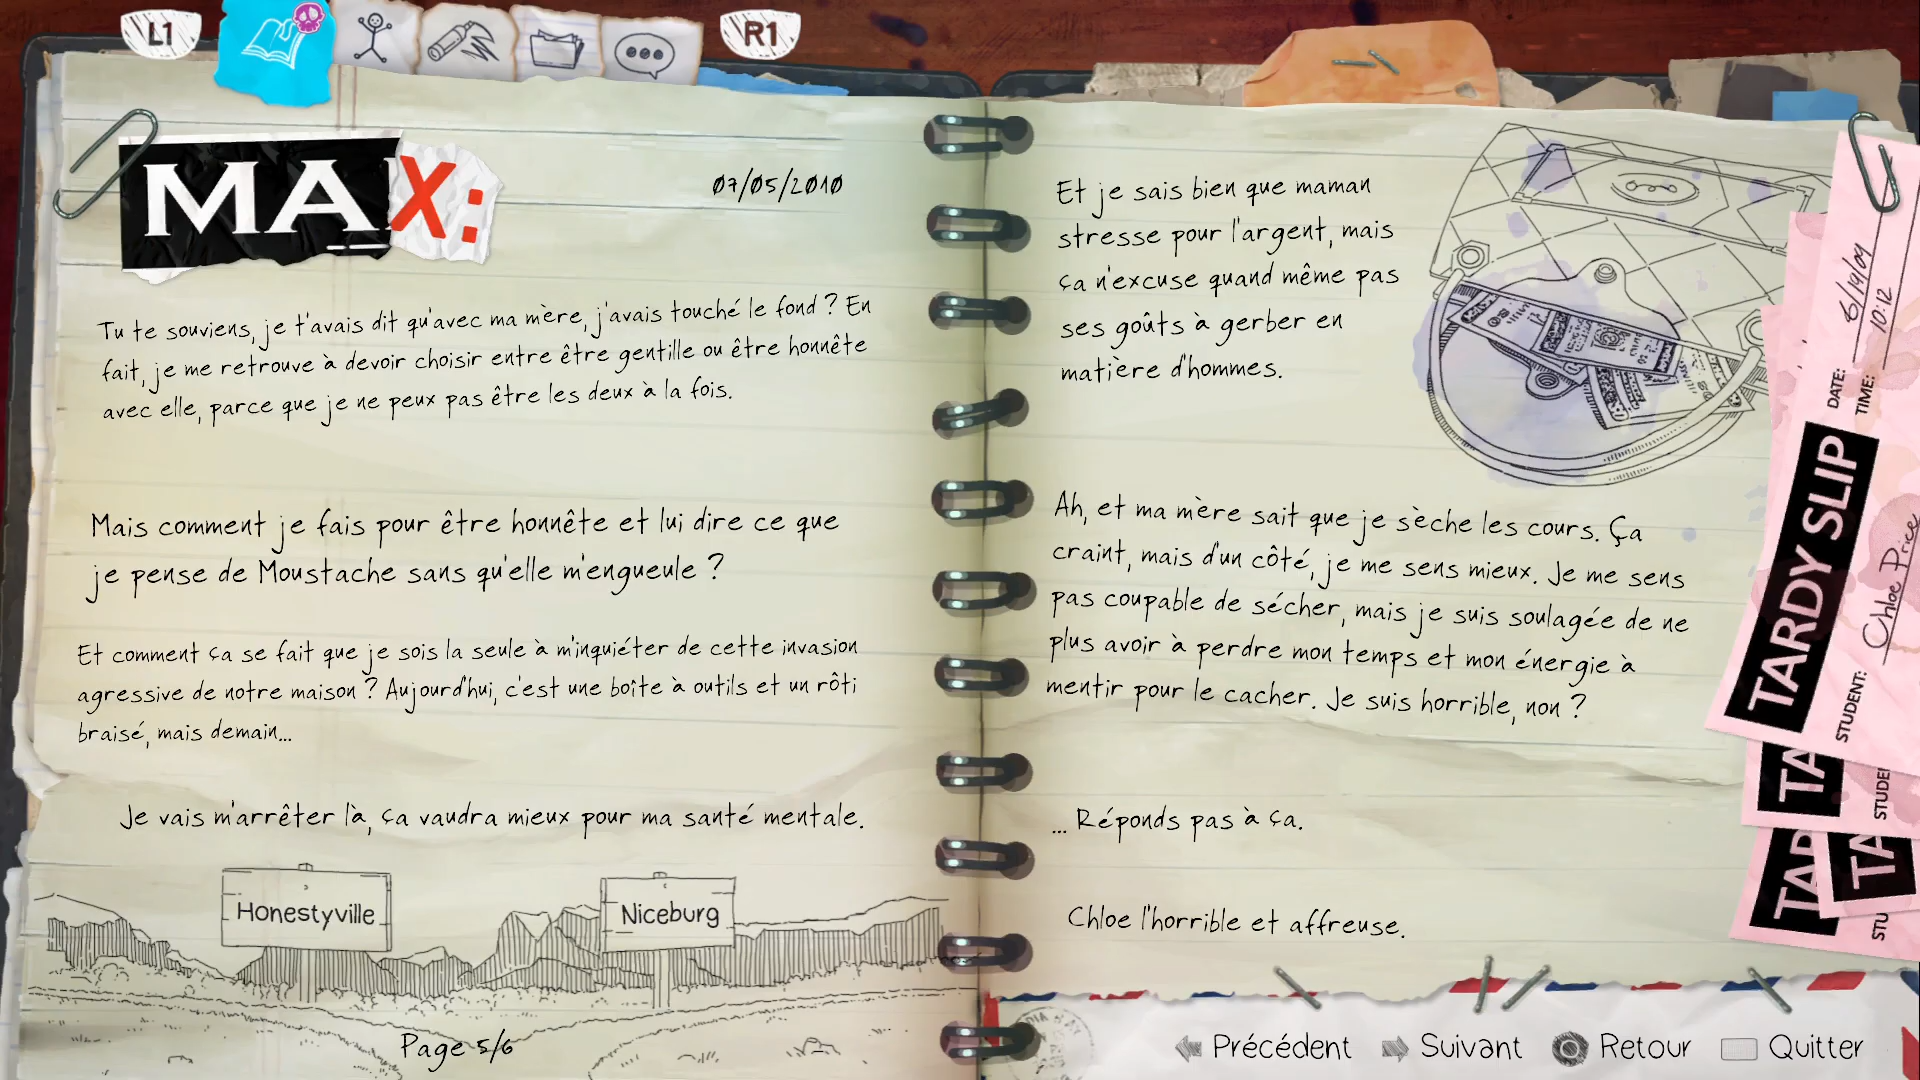 L1
R1
MAX:
07/05/2010
Tu te souviens, je t'avais dit qu'avec ma mère, j'avais touché le fond ? En
fait, je me retrouve à devoir choisir entre être gentille ou être honnête
avec elle, parce que je ne peux pas être les deux à la fois.
Mais comment je fais pour être honnête et lui dire ce que
je pense de Moustache sans qu'elle m'engueule ?
Et comment ça se fait que je sois la seule à m'inquiéter de cette invasion
agressive de notre maison ? Aujourd'hui, c'est une boîte à outils et un rôti
braisé, mais demain...
Je vais m'arrêter là, ça vaudra mieux pour ma santé mentale.
Honestyville
Niceburg
Page 5/6
Et je sais bien que maman
stresse pour l'argent, mais
ça n'excuse quand même pas
ses goûts à gerber en
matière d'hommes.
Ah, et ma mère sait que je sèche les cours. Ça
craint, mais d'un côté, je me sens mieux. Je me sens
pas coupable de sécher, mais je suis soulagée de ne
plus avoir à perdre mon temps et mon énergie à
mentir pour le cacher. Je suis horrible, non ?
... Réponds pas à ça.
Chloe l'horrible et affreuse.
TARDY SLIP
DATE:
TIME: 10:12
STUDENT: Chloe Price
TA
STUDE
TAR
STU
TA
Précédent
Suivant
Retour
Quitter